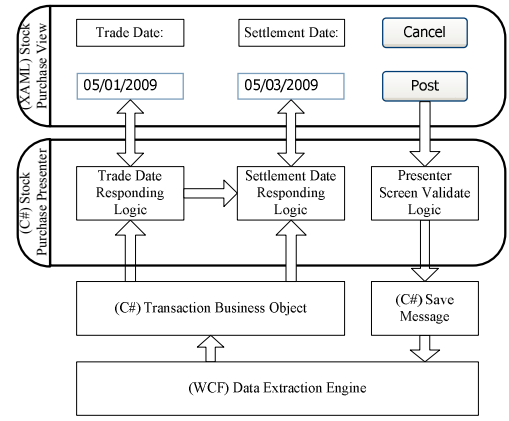 (XAML) Stock
Purchase View
Trade Date:
Settlement Date:
Cancel
05/01/2009
05/03/2009
Post
(C#) Stock
Purchase Presenter
Trade Date
Responding
Logic
Settlement Date
Responding
Logic
Presenter
Screen Validate
Logic
(C#) Transaction Business Object
(C#) Save
Message
(WCF) Data Extraction Engine